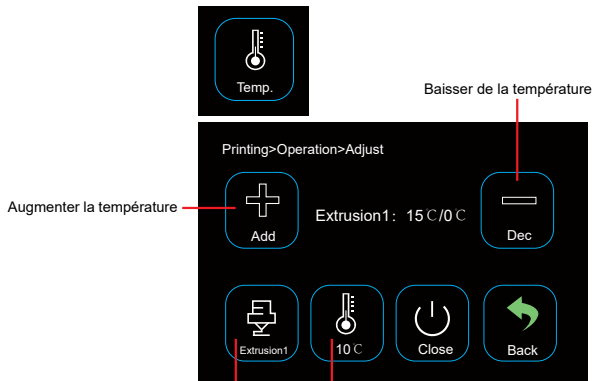 Temp.
Baisser de la température
Printing>Operation>Adjust
Augmenter la température
Add
Extrusion1: 15℃/0℃
Dec
Extrusion1
10℃
Close
Back